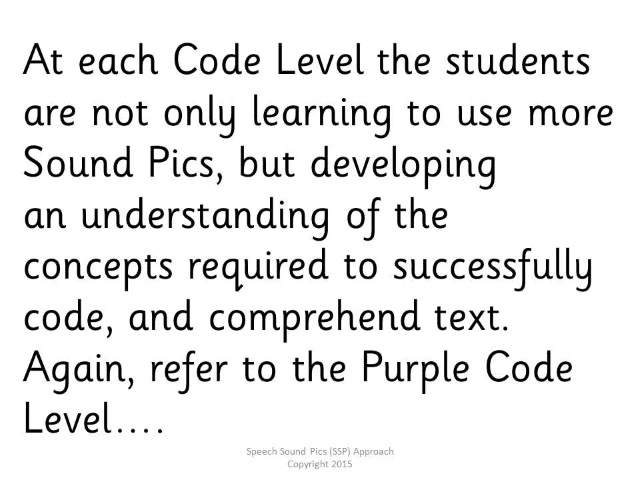 At each Code Level the students
are not only learning to use more
Sound Pics, but developing
an understanding of the
concepts required to successfully
code, and comprehend text.
Again, refer to the Purple Code
Level....
Speech Sound Pics (SSP) Approach
Copyright 2015